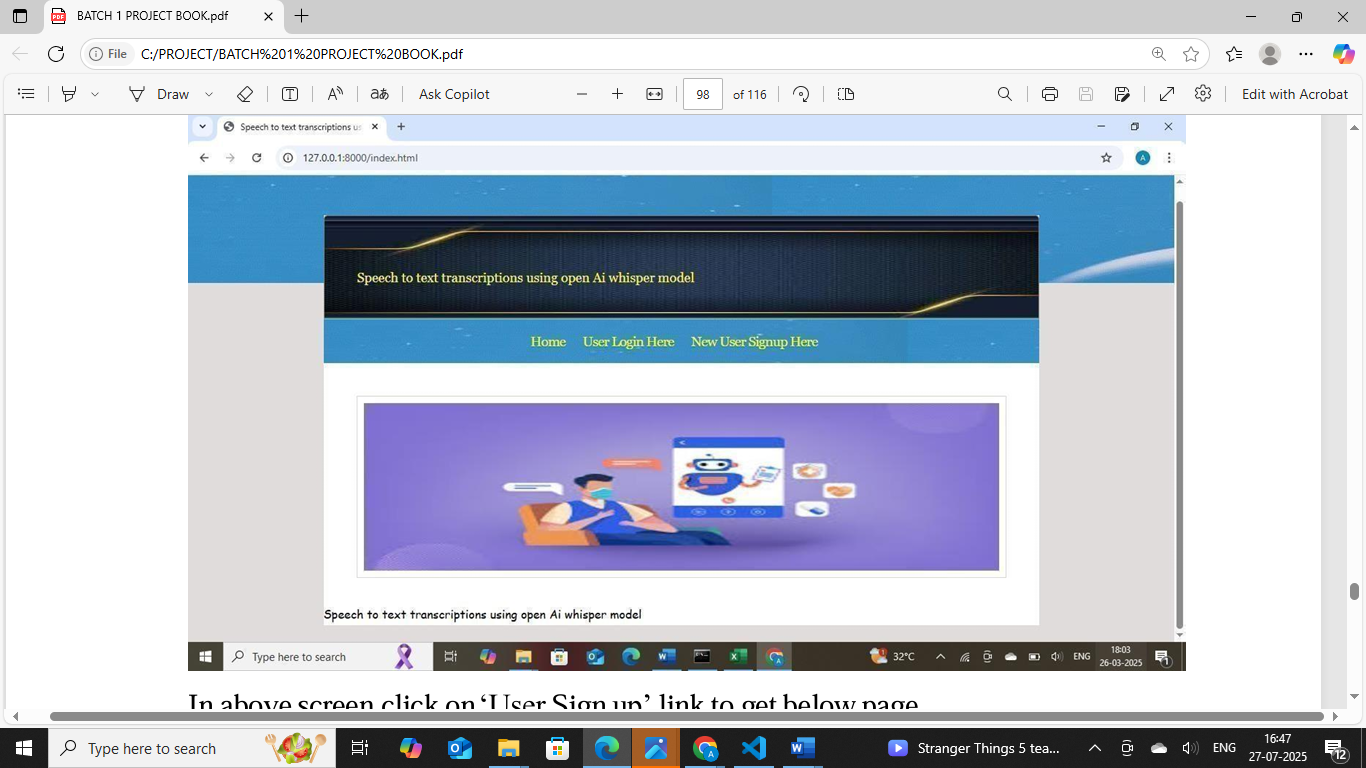 BATCH 1 PROJECT BOOK.pdf
File
C:/PROJECT/BATCH%201%20PROJECT%20BOOK.pdf
Draw
Ask Copilot
98
of 116
Edit with Acrobat
Speech to text transcriptions us
127.0.0.1:8000/index.html
A
Speech to text transcriptions using open Ai whisper model
Home
User Login Here
New User Signup Here
Speech to text transcriptions using open Ai whisper model
Type here to search
32°C
ENG
18:03
26-03-2025
1
In above screen click on 'User Sign up' link to get below page
Type here to search
Stranger Things 5 tea...
ENG
16:47
27-07-2025
12